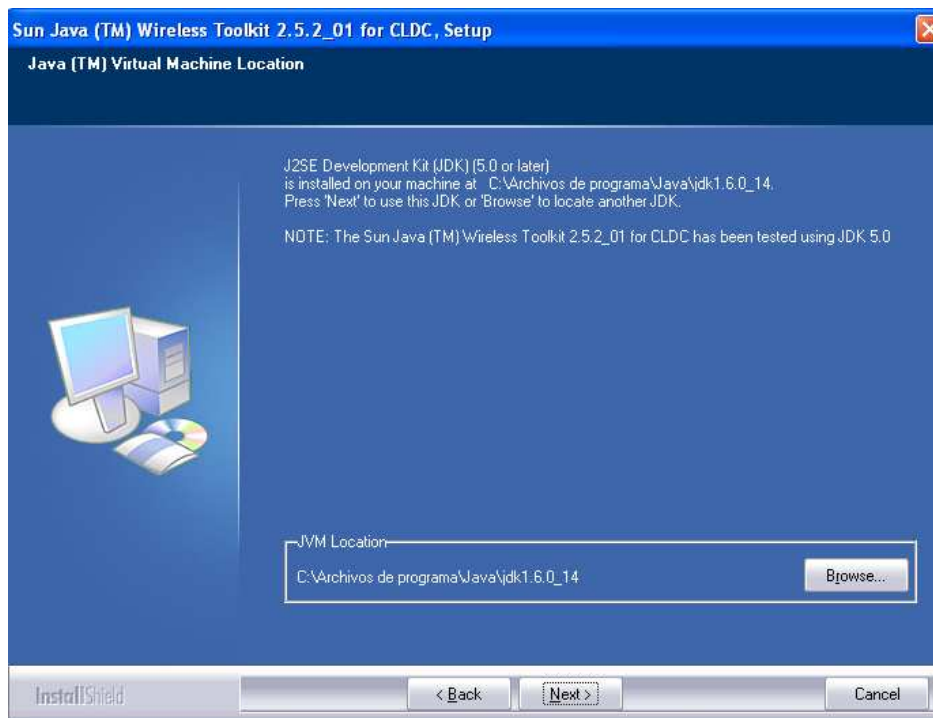 Sun Java (TM) Wireless Toolkit 2.5.2_01 for CLDC, Setup
Java (TM) Virtual Machine Location
J2SE Development Kit (JDK) (5.0 or later)
is installed on your machine at C:\Archivos de programa\Java\jdk1.6.0_14.
Press 'Next' to use this JDK or 'Browse' to locate another JDK.
NOTE: The Sun Java (TM) Wireless Toolkit 2.5.2_01 for CLDC has been tested using JDK 5.0
JVM Location
C:\Archivos de programa\Java\jdk1.6.0_14
Browse...
InstallShield
< Back
Next >
Cancel